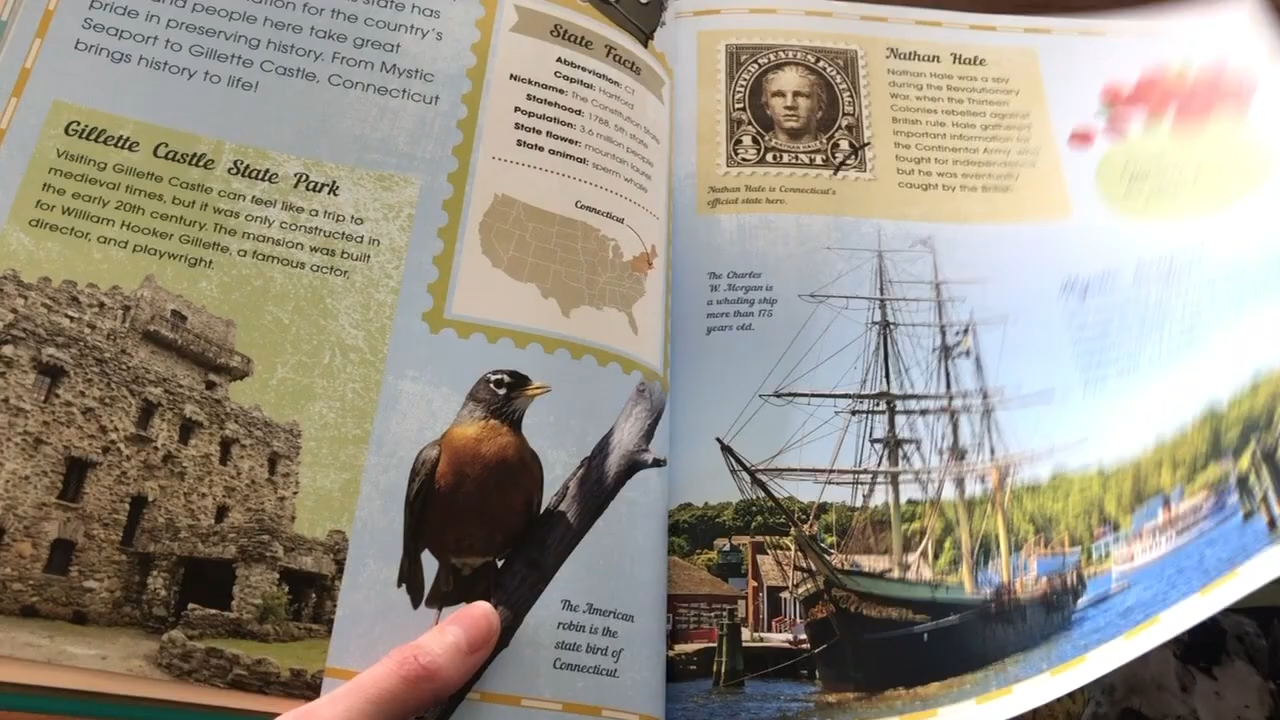 state has
for the country's
and people here take great
pride in preserving history. From Mystic
Seaport to Gillette Castle, Connecticut
brings history to life!
Gillette Castle State Park
Visiting Gillette Castle can feel like a trip to
medieval times, but it was only constructed in
the early 20th century. The mansion was built
for William Hooker Gillette, a famous actor,
director, and playwright.
State Facts
Abbreviation: CT
Capital: Hartford
Nickname: The Constitution State
Statehood: 1788, 5th state
Population: 3.6 million people
State flower: mountain laurel
State animal: sperm whale
Connecticut
The American
robin is the
state bird of
Connecticut.
UNITED STATES POSTAGE
NATHAN HALE
1/2 CENT 1/2
Nathan Hale is Connecticut's
official state hero.
Nathan Hale
Nathan Hale was a spy
during the Revolutionary
War, when the Thirteen
Colonies rebelled against
British rule. Hale gathered
important information for
the Continental Army, who
fought for independence
but he was eventually
caught by the British.
The Charles
W. Morgan is
a whaling ship
more than 175
years old.